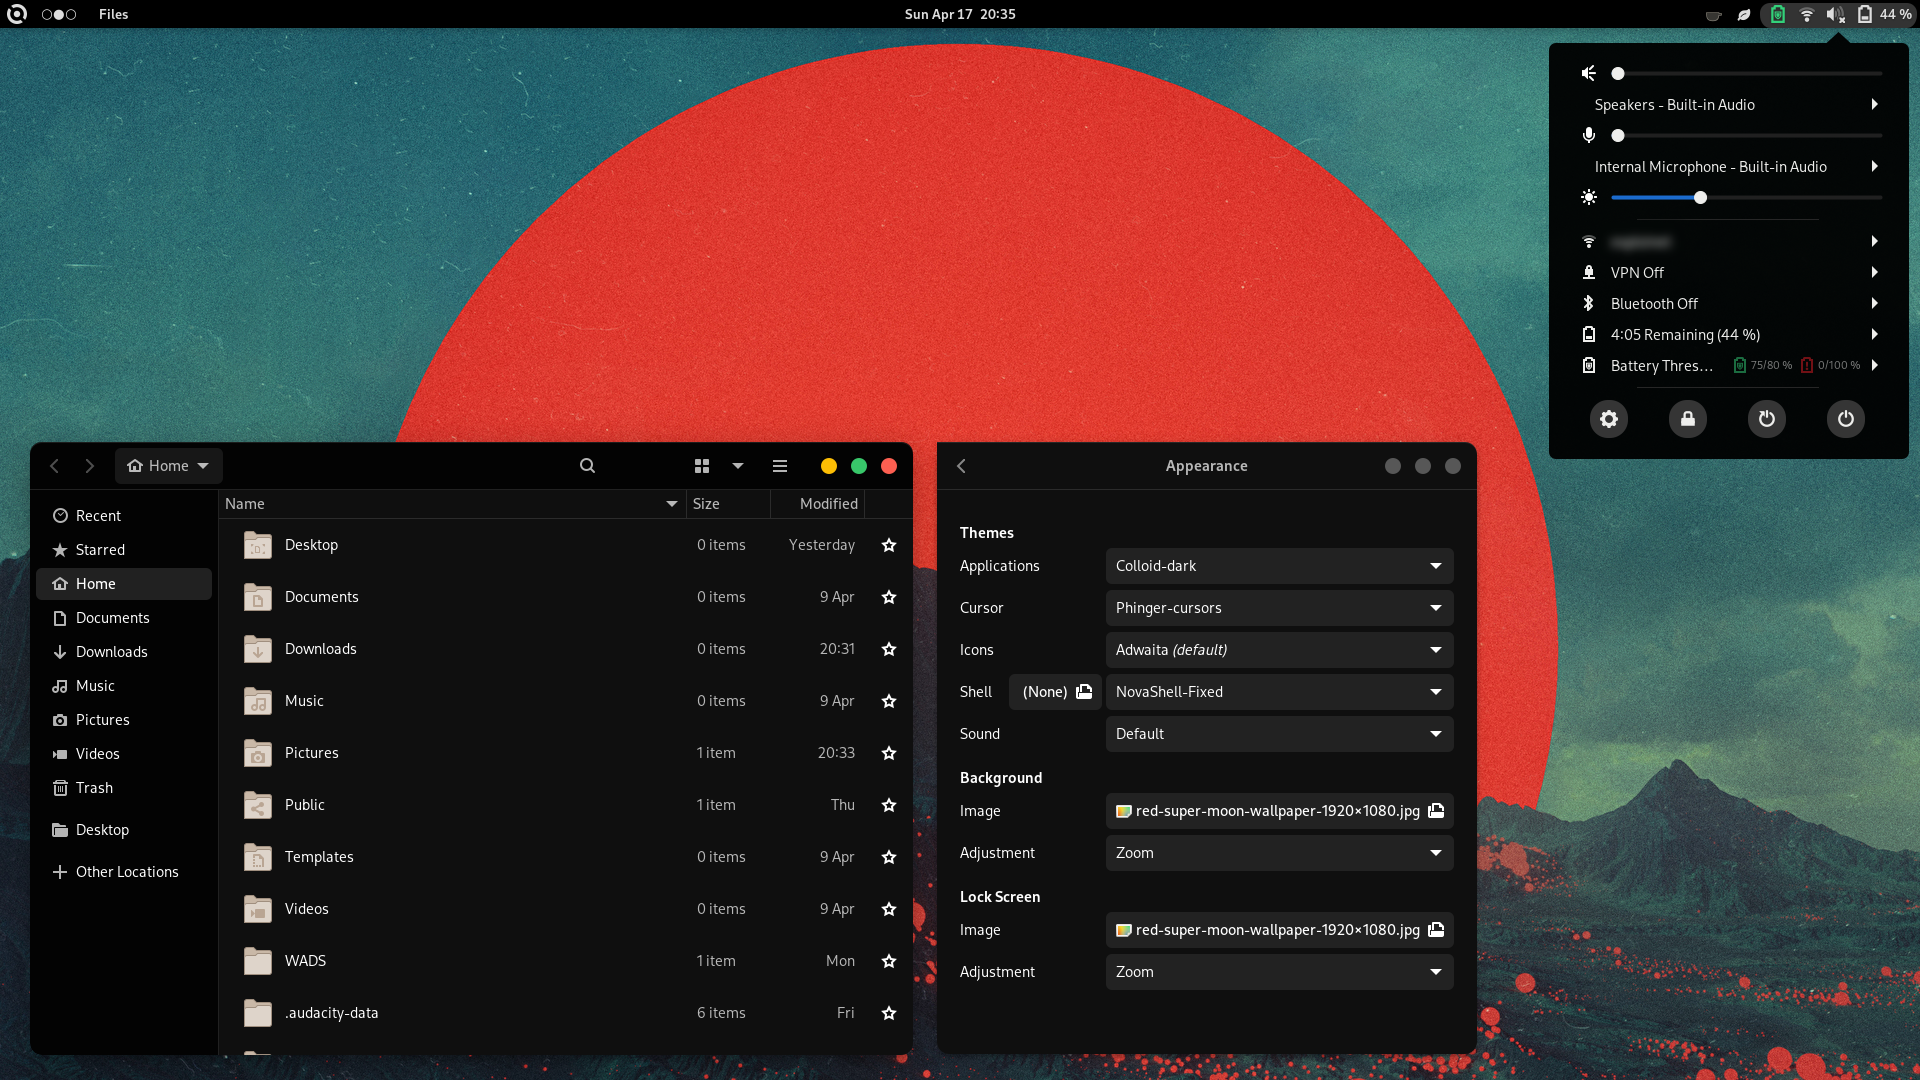 Files
Sun Apr 17 20:35
44 %
Speakers - Built-in Audio
Internal Microphone - Built-in Audio
VPN Off
Bluetooth Off
4:05 Remaining (44 %)
Battery Thres… 75/80 % 0/100 %
Home
Recent
Starred
Home
Documents
Downloads
Music
Pictures
Videos
Trash
Desktop
Other Locations
Name Size Modified
Desktop 0 items Yesterday
Documents 0 items 9 Apr
Downloads 0 items 20:31
Music 0 items 9 Apr
Pictures 1 item 20:33
Public 1 item Thu
Templates 0 items 9 Apr
Videos 0 items 9 Apr
WADS 1 item Mon
.audacity-data 6 items Fri
Appearance
Themes
Applications Colloid-dark
Cursor Phinger-cursors
Icons Adwaita (default)
Shell (None) NovaShell-Fixed
Sound Default
Background
Image red-super-moon-wallpaper-1920×1080.jpg
Adjustment Zoom
Lock Screen
Image red-super-moon-wallpaper-1920×1080.jpg
Adjustment Zoom